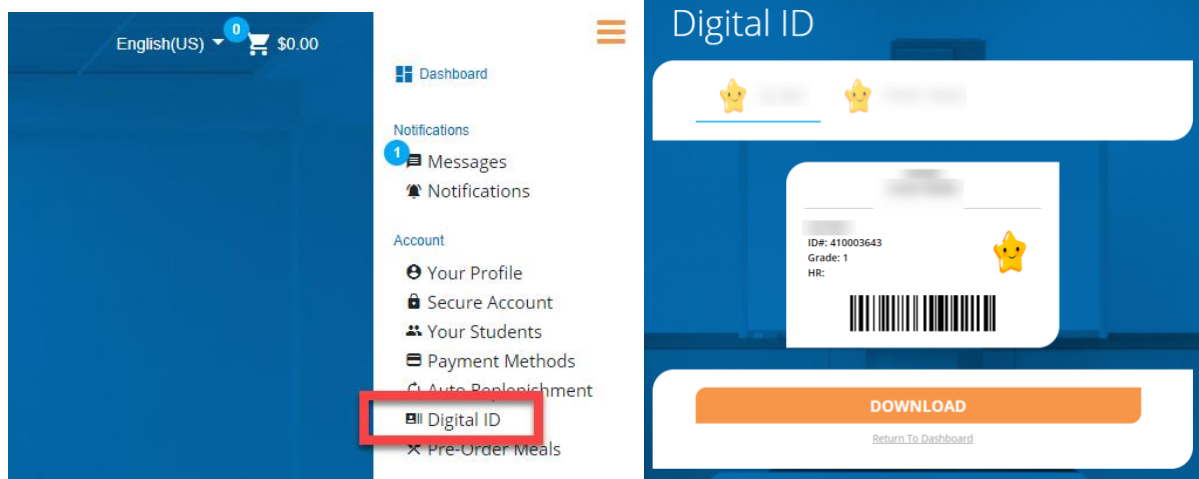 English(US)
0
$0.00
Dashboard
Notifications
1
Messages
Notifications
Account
Your Profile
Secure Account
Your Students
Payment Methods
Auto Replenishment
Digital ID
Pre-Order Meals
Digital ID
ID#: 410003643
Grade: 1
HR:
DOWNLOAD
Return To Dashboard